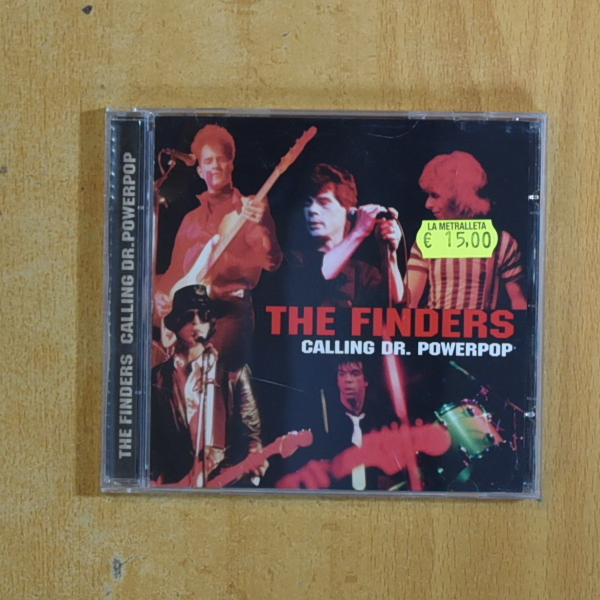 THE FINDERS CALLING DR. POWERPOP
LA METRALLETA
€ 15,00
THE FINDERS
CALLING DR. POWERPOP